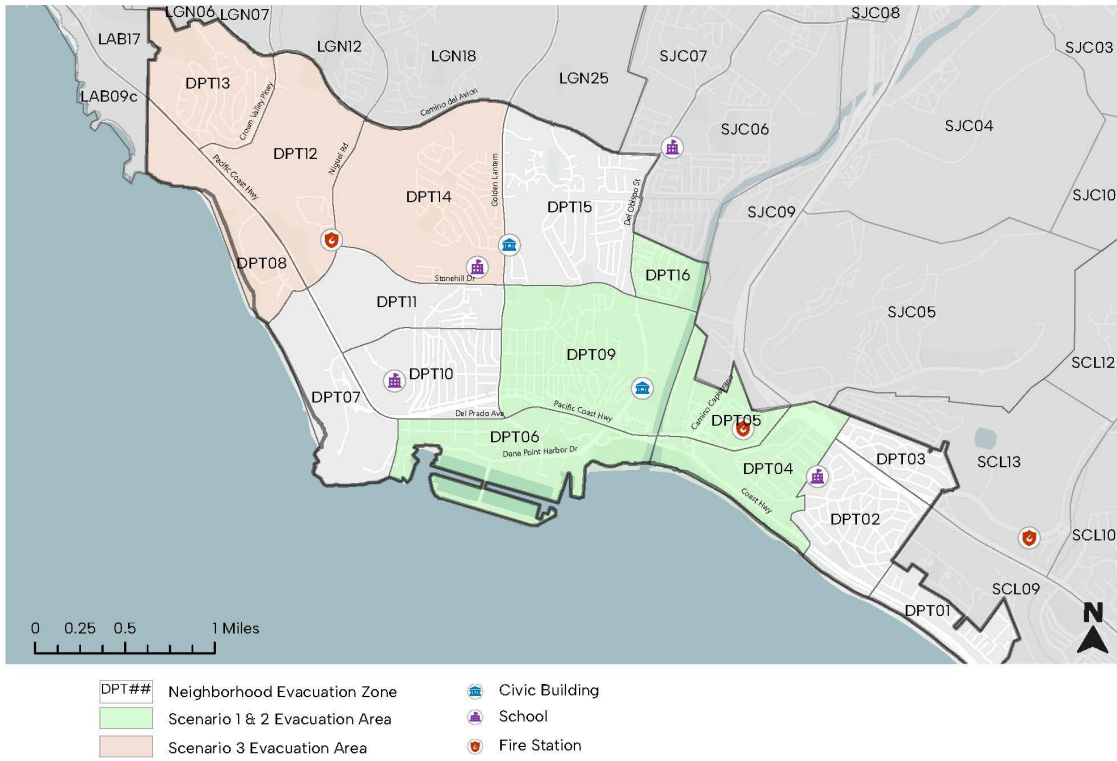 LGN06
LGN07
SJC08
LAB17
LGN12
LGN18
SJC07
SJC03
LGN25
DPT13
LAB09c
Crown Valley Pkwy
Camino del Avion
SJC06
SJC04
DPT12
Niguel Rd
Pacific Coast Hwy
DPT14
Golden Lantern
DPT15
Del Obispo St
SJC09
SJC10
DPT08
Stonehill Dr
DPT16
DPT11
SJC05
DPT09
SCL12
DPT10
DPT07
Del Prado Ave
Pacific Coast Hwy
Camino Capistrano
DPT05
DPT06
Dana Point Harbor Dr
DPT04
DPT03
SCL13
Coast Hwy
DPT02
SCL10
SCL09
DPT01
N
0 0.25 0.5 1 Miles
DPT## Neighborhood Evacuation Zone
Scenario 1 & 2 Evacuation Area
Scenario 3 Evacuation Area
Civic Building
School
Fire Station